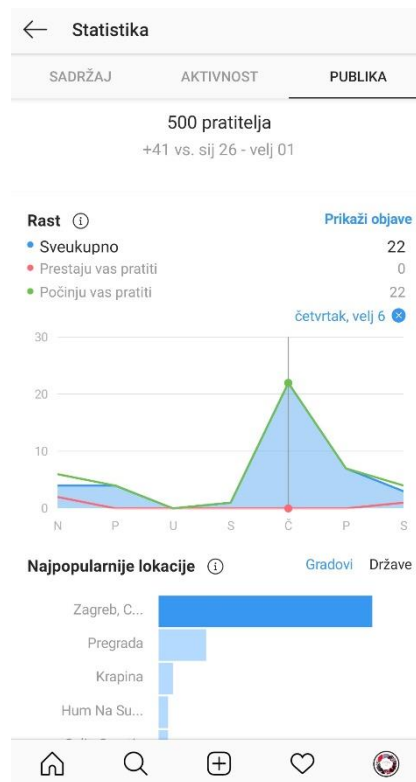 Statistika
SADRŽAJ AKTIVNOST PUBLIKA
500 pratitelja
+41 vs. sij 26 - velj 01
Rast Prikaži objave
Sveukupno 22
Prestaju vas pratiti 0
Počinju vas pratiti 22
četvrtak, velj 6
30
20
10
0
N P U S Č P S
Najpopularnije lokacije Gradovi Države
Zagreb, C...
Pregrada
Krapina
Hum Na Su...